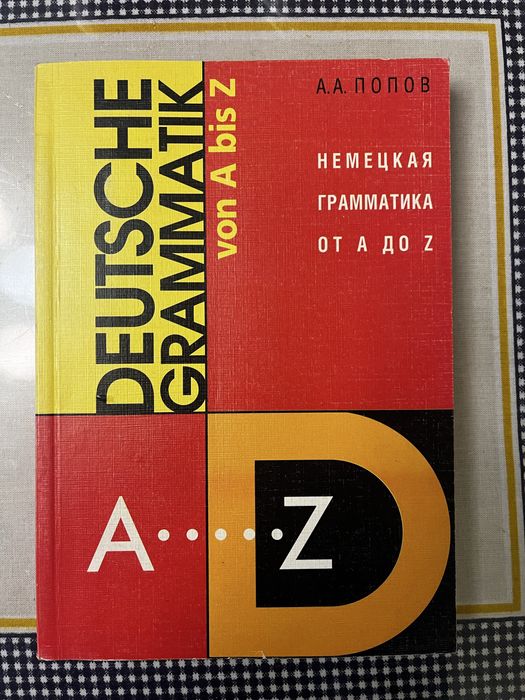 DEUTSCHE
GRAMMATIK
von A bis Z
А.А. ПОПОВ
НЕМЕЦКАЯ
ГРАММАТИКА
ОТ А ДО Z
A.....Z
D